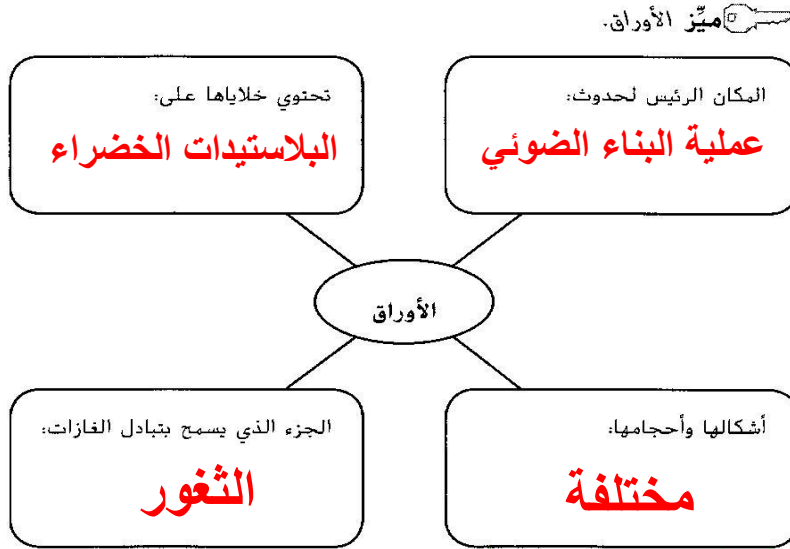 ميِّز الأوراق.
المكان الرئيس لحدوث:
عملية البناء الضوئي
تحتوي خلاياها على:
البلاستيدات الخضراء
الأوراق
أشكالها وأحجامها:
مختلفة
الجزء الذي يسمح بتبادل الغازات:
الثغور